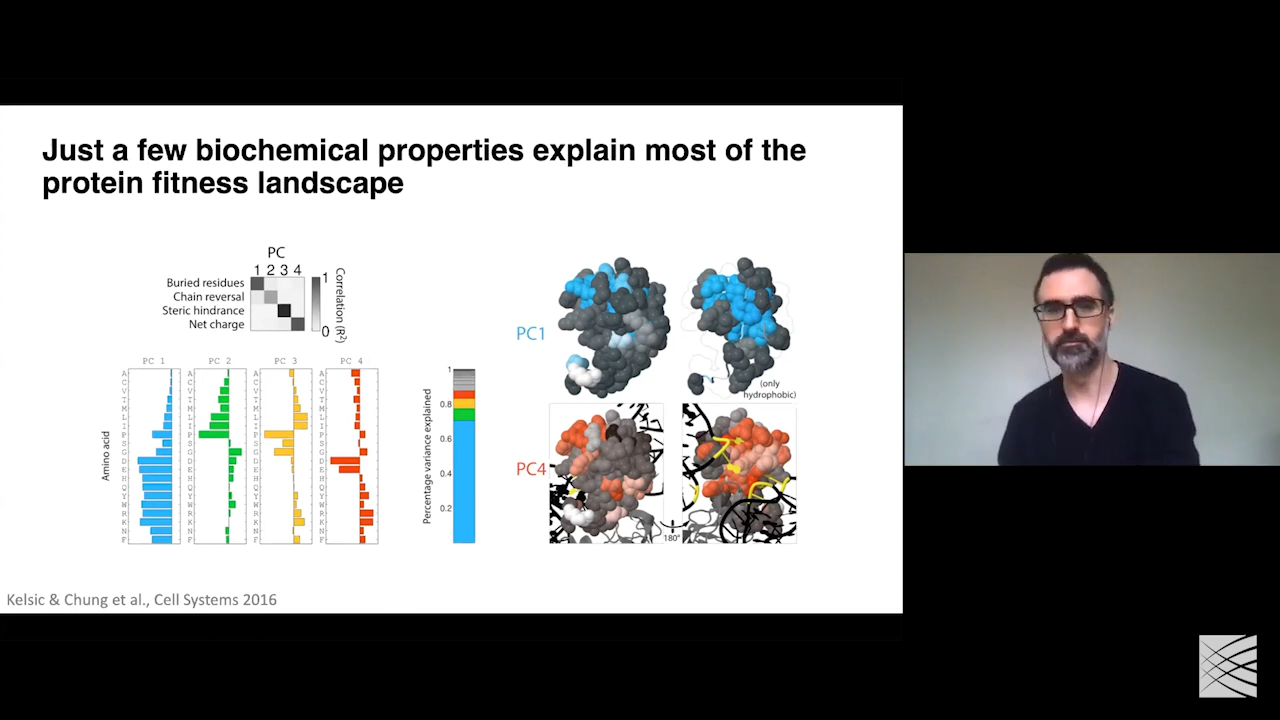 Just a few biochemical properties explain most of the
protein fitness landscape
PC
1 2 3 4
Buried residues
Chain reversal
Steric hindrance
Net charge
1
0
Correlation (R²)
PC 1
PC 2
PC 3
PC 4
Amino acid
A A A A
C C C C
V V V V
T T T T
M M M M
L L L L
I I I I
P P P P
S S S S
G G G G
D D D D
E E E E
H H H H
Q Q Q Q
Y Y Y Y
W W W W
R R R R
K K K K
N N N N
F F F F
Percentage variance explained
1
0.8
0.6
0.4
0.2
PC1
(only
hydrophobic)
PC4
180°
Kelsic & Chung et al., Cell Systems 2016